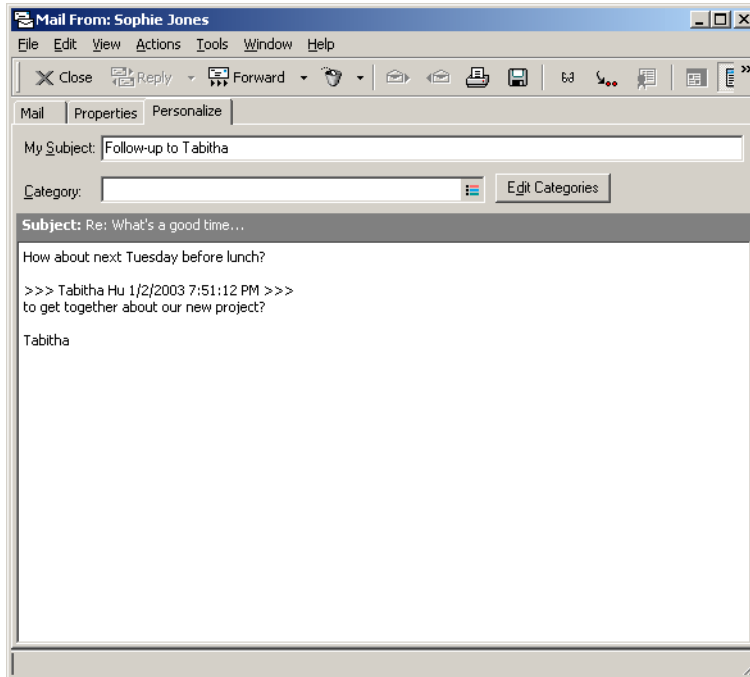 Mail From: Sophie Jones
File Edit View Actions Tools Window Help
Close Reply Forward
Mail Properties Personalize
My Subject: Follow-up to Tabitha
Category: Edit Categories
Subject: Re: What's a good time...
How about next Tuesday before lunch?
>>> Tabitha Hu 1/2/2003 7:51:12 PM >>>
to get together about our new project?
Tabitha